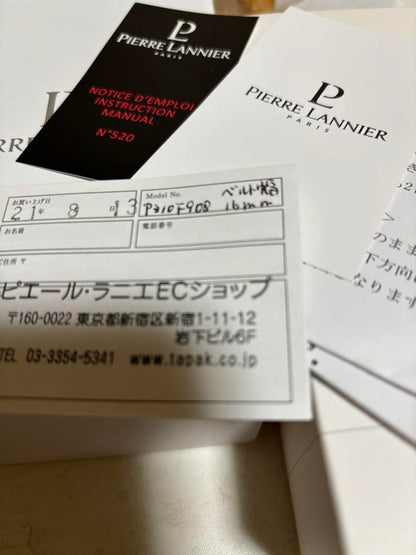 PIERRE LANNIER
PARIS
NOTICE D'EMPLOI
INSTRUCTION
MANUAL
N°520
PIERRE LANNIER
PARIS
お買い上げ日
21年 8 13
Model No.
P310F908
ベルト幅
16mm
お名前
電話番号
ご住所 〒
ピエール・ラニエECショップ
〒160-0022 東京都新宿区新宿1-11-12
岩下ビル6F
TEL 03-3354-5341 www.tapak.co.jp
のまま
下方向に
なります